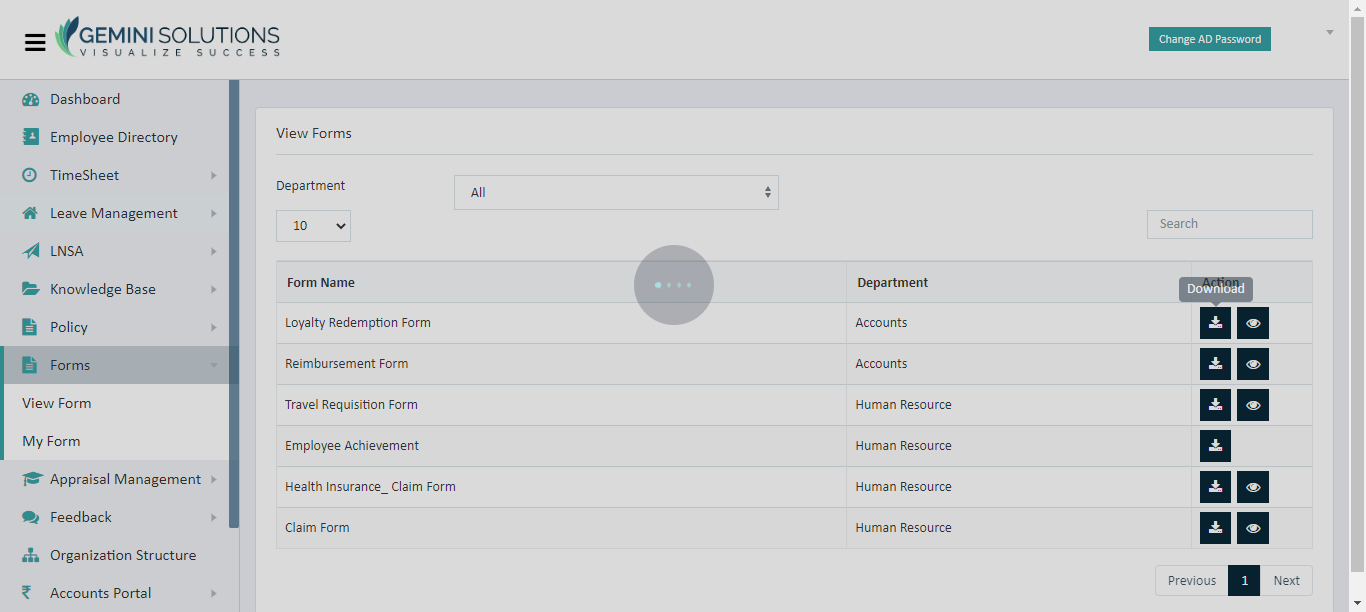 GEMINI SOLUTIONS
VISUALIZE SUCCESS
Change AD Password
Dashboard
Employee Directory
TimeSheet
Leave Management
LNSA
Knowledge Base
Policy
Forms
View Form
My Form
Appraisal Management
Feedback
Organization Structure
Accounts Portal
View Forms
Department All
10 Search
Form Name Department Action
Download
Loyalty Redemption Form Accounts
Reimbursement Form Accounts
Travel Requisition Form Human Resource
Employee Achievement Human Resource
Health Insurance_ Claim Form Human Resource
Claim Form Human Resource
Previous 1 Next